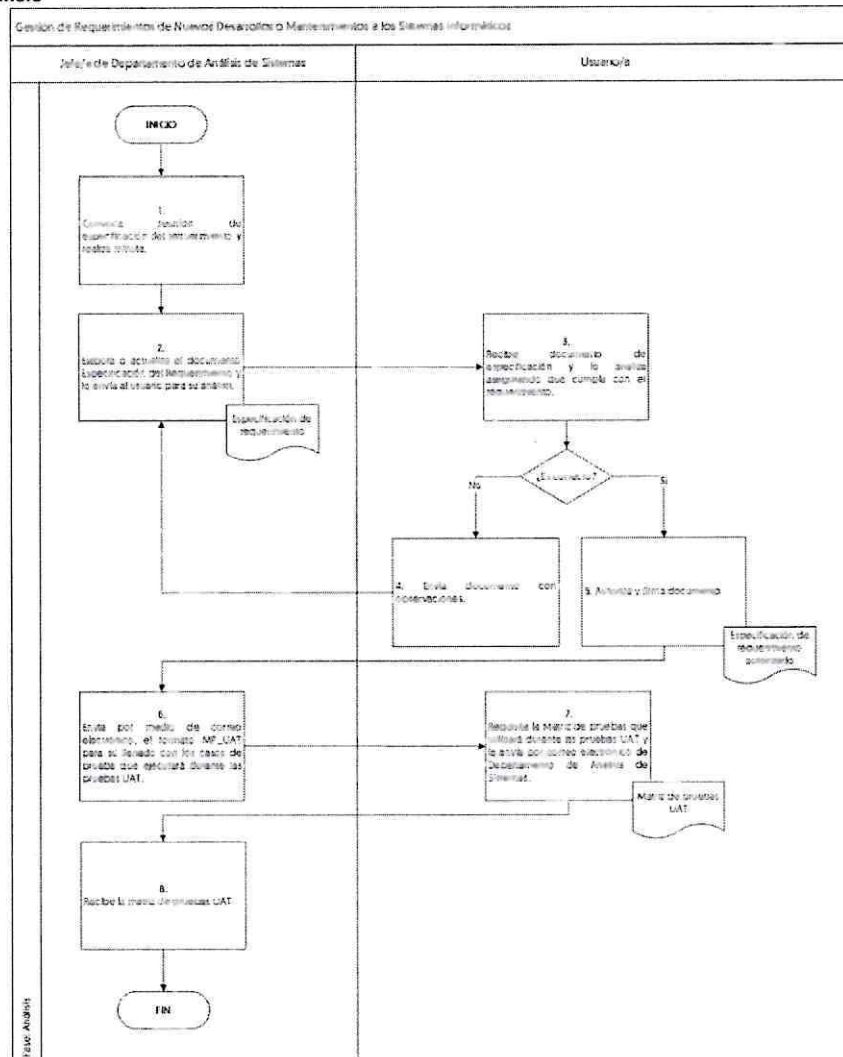 Gestión de Requerimientos de Nuevos Desarrollos o Mantenimientos a los Sistemas Informáticos
Jefe/a de Departamento de Análisis de Sistemas
Usuario/a
INICIO
1.
Convoca reunión de
especificación del requerimiento y
realiza minuta.
2.
Elabora o actualiza el documento
Especificación del Requerimiento y
lo envía al usuario para su análisis.
Especificación de
requerimiento
3.
Recibe documento de
especificación y lo analiza
asegurando que cumpla con el
requerimiento.
¿Es correcto?
No
Si
4. Envía documento con
observaciones.
5. Autoriza y firma documento
Especificación de
requerimiento
autorizado
6.
Envía por medio de correo
electrónico, el formato MP_UAT
para su llenado con los casos de
prueba que ejecutará durante las
pruebas UAT.
7.
Requisita la Matriz de pruebas que
utilizará durante las pruebas UAT y
la envía por correo electrónico de
Departamento de Análisis de
Sistemas.
Matriz de pruebas
UAT
8.
Recibe la matriz de pruebas UAT
FIN
Fase: Análisis